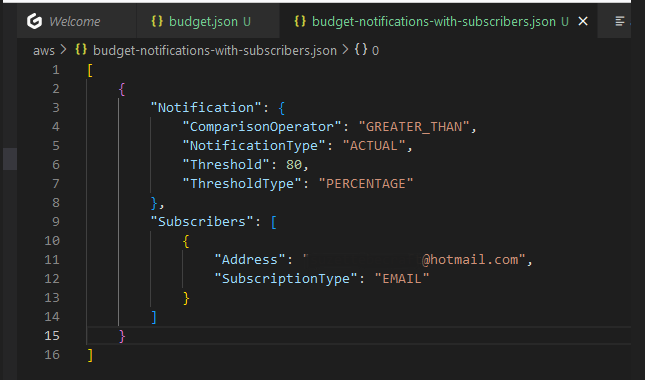 Welcome {} budget.json U {} budget-notifications-with-subscribers.json U ×
aws > {} budget-notifications-with-subscribers.json > {} 0
1 [
2 {
3 "Notification": {
4 "ComparisonOperator": "GREATER_THAN",
5 "NotificationType": "ACTUAL",
6 "Threshold": 80,
7 "ThresholdType": "PERCENTAGE"
8 },
9 "Subscribers": [
10 {
11 "Address": " @hotmail.com",
12 "SubscriptionType": "EMAIL"
13 }
14 ]
15 }
16 ]